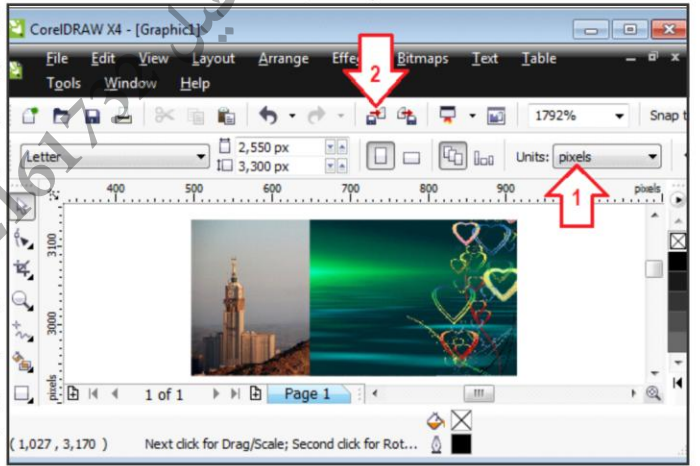 CorelDRAW X4 - [Graphic1]
File Edit View Layout Arrange Effe Bitmaps Text Table
Tools Window Help
2
1792% Snap t
Letter 2,550 px 3,300 px Units: pixels
400 500 600 700 800 900 pixels
1
3100
3000
pixels
1 of 1 Page 1
( 1,027 , 3,170 ) Next click for Drag/Scale; Second click for Rot...